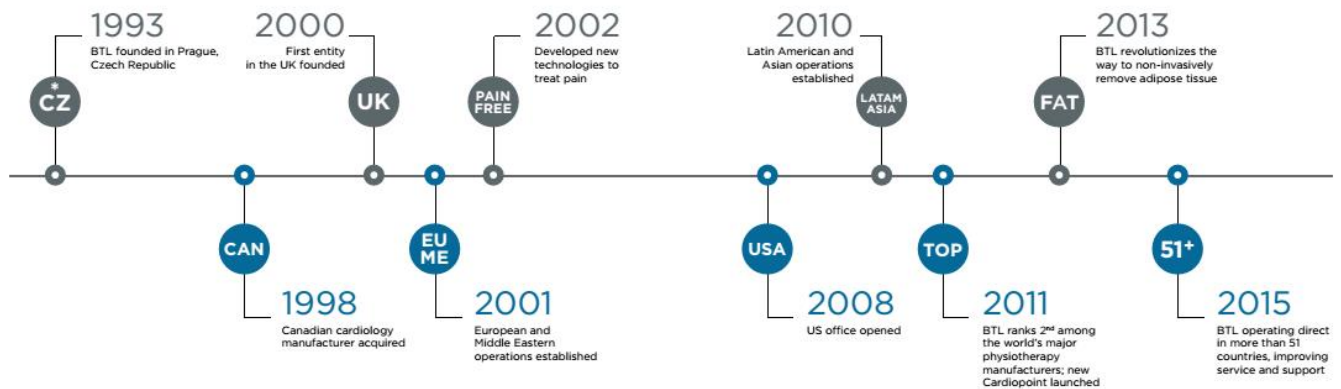 1993
BTL founded in Prague,
Czech Republic
*
CZ
2000
First entity
in the UK founded
UK
2002
Developed new
technologies to
treat pain
PAIN
FREE
2010
Latin American and
Asian operations
established
LATAM
ASIA
2013
BTL revolutionizes the
way to non-invasively
remove adipose tissue
FAT
CAN
1998
Canadian cardiology
manufacturer acquired
EU
ME
2001
European and
Middle Eastern
operations established
USA
2008
US office opened
TOP
2011
BTL ranks 2nd among
the world's major
physiotherapy
manufacturers; new
Cardiopoint launched
51+
2015
BTL operating direct
in more than 51
countries, improving
service and support